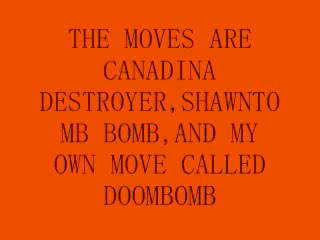 THE MOVES ARE
CANADINA
DESTROYER,SHAWNTO
MB BOMB,AND MY
OWN MOVE CALLED
DOOMBOMB